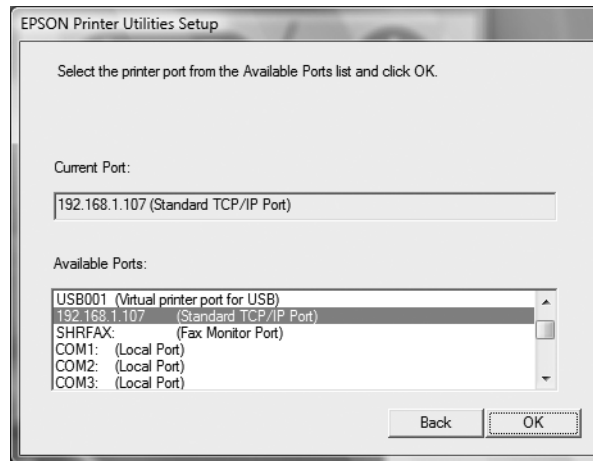 EPSON Printer Utilities Setup
Select the printer port from the Available Ports list and click OK.
Current Port:
192.168.1.107 (Standard TCP/IP Port)
Available Ports:
USB001 (Virtual printer port for USB)
192.168.1.107 (Standard TCP/IP Port)
SHRFAX: (Fax Monitor Port)
COM1: (Local Port)
COM2: (Local Port)
COM3: (Local Port)
Back OK